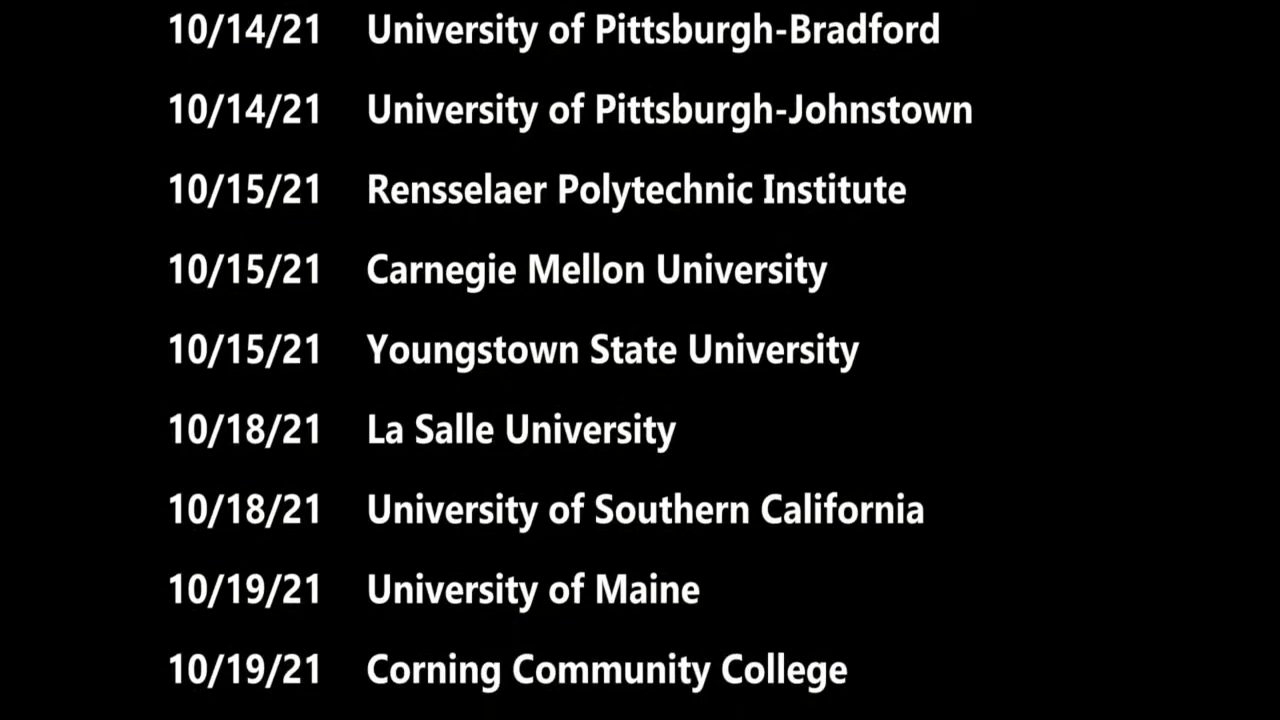 10/14/21 University of Pittsburgh-Bradford
10/14/21 University of Pittsburgh-Johnstown
10/15/21 Rensselaer Polytechnic Institute
10/15/21 Carnegie Mellon University
10/15/21 Youngstown State University
10/18/21 La Salle University
10/18/21 University of Southern California
10/19/21 University of Maine
10/19/21 Corning Community College